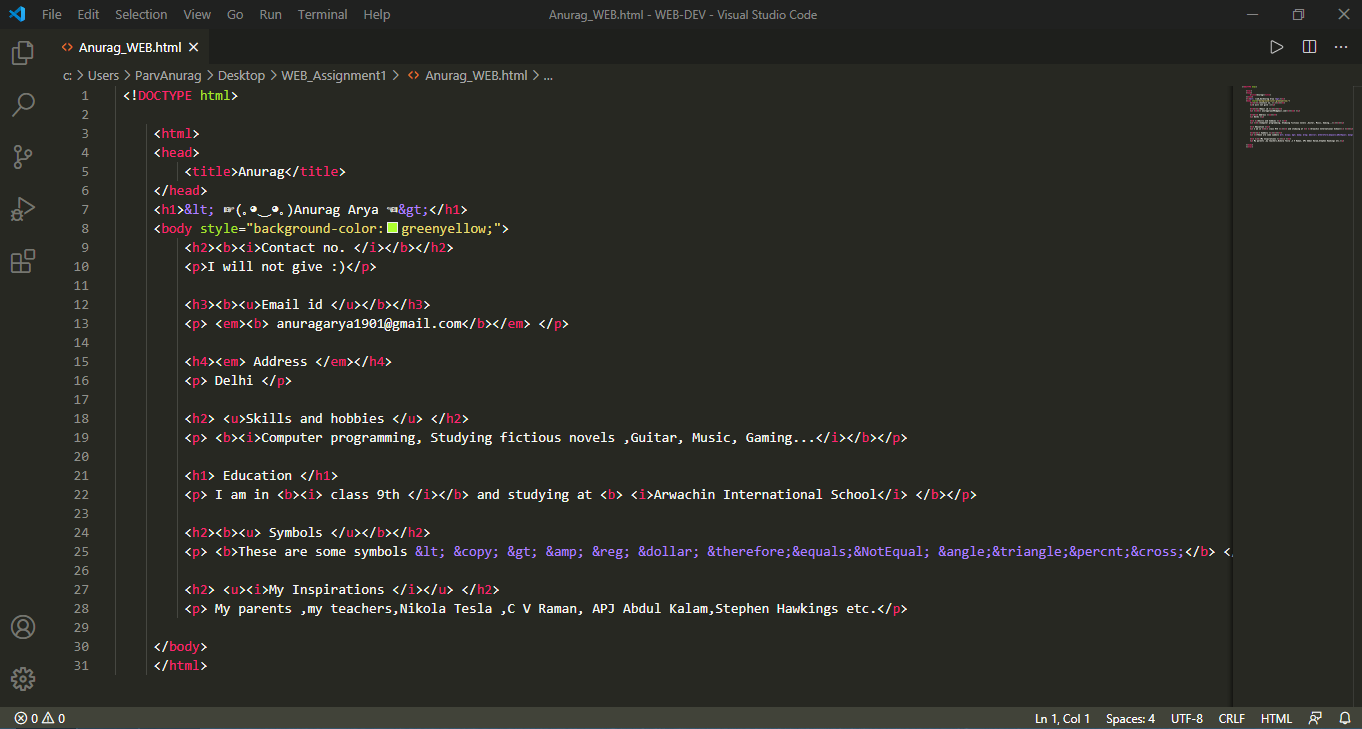 File Edit Selection View Go Run Terminal Help Anurag_WEB.html - WEB-DEV - Visual Studio Code
<> Anurag_WEB.html ×
c: > Users > ParvAnurag > Desktop > WEB_Assignment1 > <> Anurag_WEB.html > ...
1 <!DOCTYPE html>
2
3 <html>
4 <head>
5 <title>Anurag</title>
6 </head>
7 <h1>&lt; ☞(｡◕‿◕｡)Anurag Arya ☜&gt;</h1>
8 <body style="background-color: greenyellow;">
9 <h2><b><i>Contact no. </i></b></h2>
10 <p>I will not give :)</p>
11
12 <h3><b><u>Email id </u></b></h3>
13 <p> <em><b> anuragarya1901@gmail.com</b></em> </p>
14
15 <h4><em> Address </em></h4>
16 <p> Delhi </p>
17
18 <h2> <u>Skills and hobbies </u> </h2>
19 <p> <b><i>Computer programming, Studying fictious novels ,Guitar, Music, Gaming...</i></b></p>
20
21 <h1> Education </h1>
22 <p> I am in <b><i> class 9th </i></b> and studying at <b> <i>Arwachin International School</i> </b></p>
23
24 <h2><b><u> Symbols </u></b></h2>
25 <p> <b>These are some symbols &lt; &copy; &gt; &amp; &reg; &dollar; &therefore;&equals;&NotEqual; &angle;&triangle;&percnt;&cross;</b> <
26
27 <h2> <u><i>My Inspirations </i></u> </h2>
28 <p> My parents ,my teachers,Nikola Tesla ,C V Raman, APJ Abdul Kalam,Stephen Hawkings etc.</p>
29
30 </body>
31 </html>
0 0 Ln 1, Col 1 Spaces: 4 UTF-8 CRLF HTML